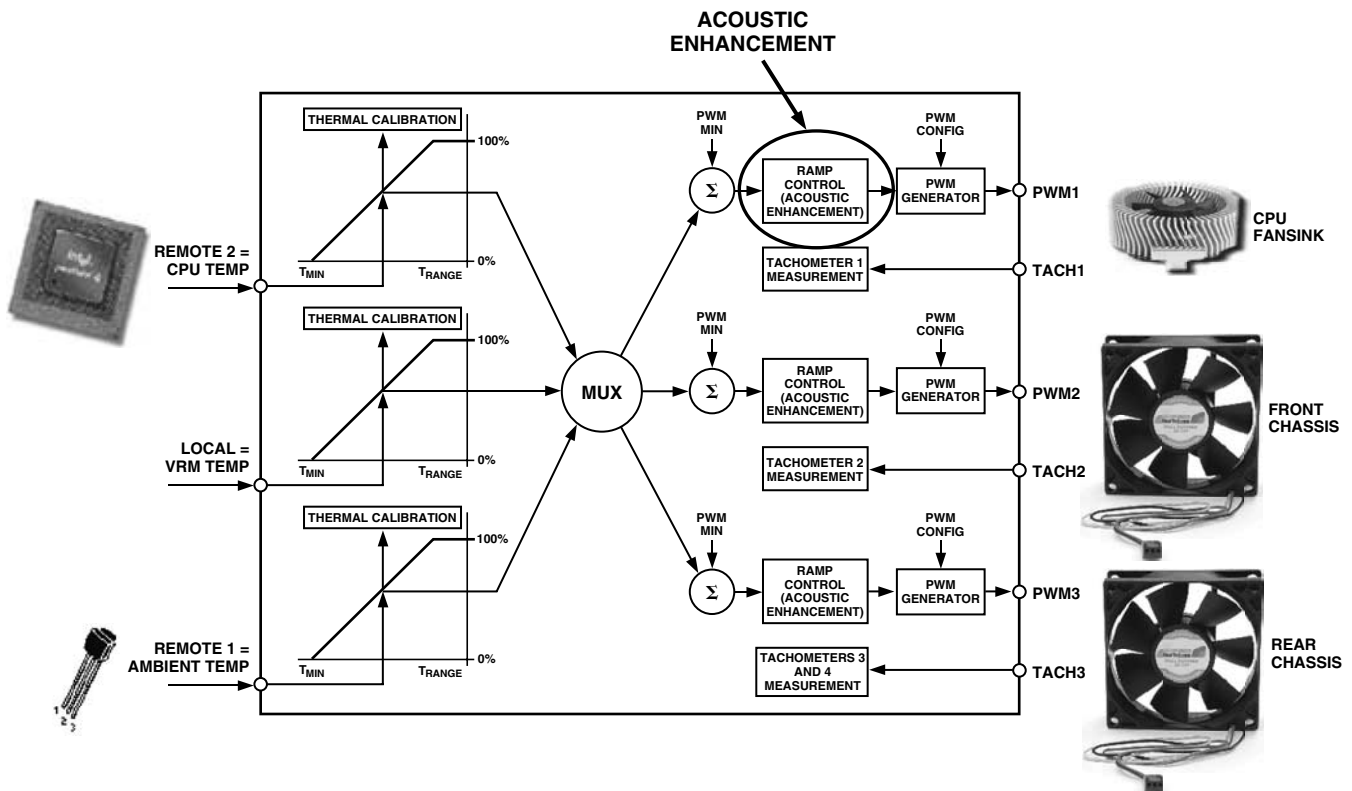 ACOUSTIC
ENHANCEMENT
THERMAL CALIBRATION
100%
0%
TMIN
TRANGE
REMOTE 2 =
CPU TEMP
THERMAL CALIBRATION
100%
0%
TMIN
TRANGE
LOCAL =
VRM TEMP
THERMAL CALIBRATION
100%
0%
TMIN
TRANGE
REMOTE 1 =
AMBIENT TEMP
1
2
3
MUX
PWM
MIN
Σ
RAMP
CONTROL
(ACOUSTIC
ENHANCEMENT)
PWM
CONFIG
PWM
GENERATOR
PWM1
TACHOMETER 1
MEASUREMENT
TACH1
CPU
FANSINK
PWM
MIN
Σ
RAMP
CONTROL
(ACOUSTIC
ENHANCEMENT)
PWM
CONFIG
PWM
GENERATOR
PWM2
TACHOMETER 2
MEASUREMENT
TACH2
FRONT
CHASSIS
PWM
MIN
Σ
RAMP
CONTROL
(ACOUSTIC
ENHANCEMENT)
PWM
CONFIG
PWM
GENERATOR
PWM3
TACHOMETERS 3
AND 4
MEASUREMENT
TACH3
REAR
CHASSIS
intel
pentium 4